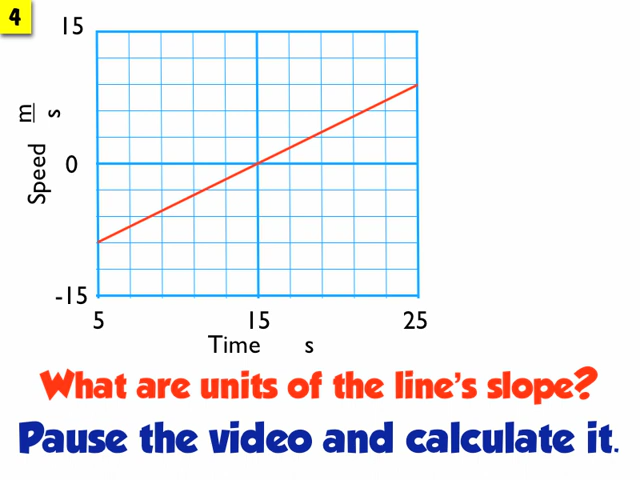 4
15
m
s
Speed
0
-15
5 15 25
Time s
What are units of the line's slope?
Pause the video and calculate it.